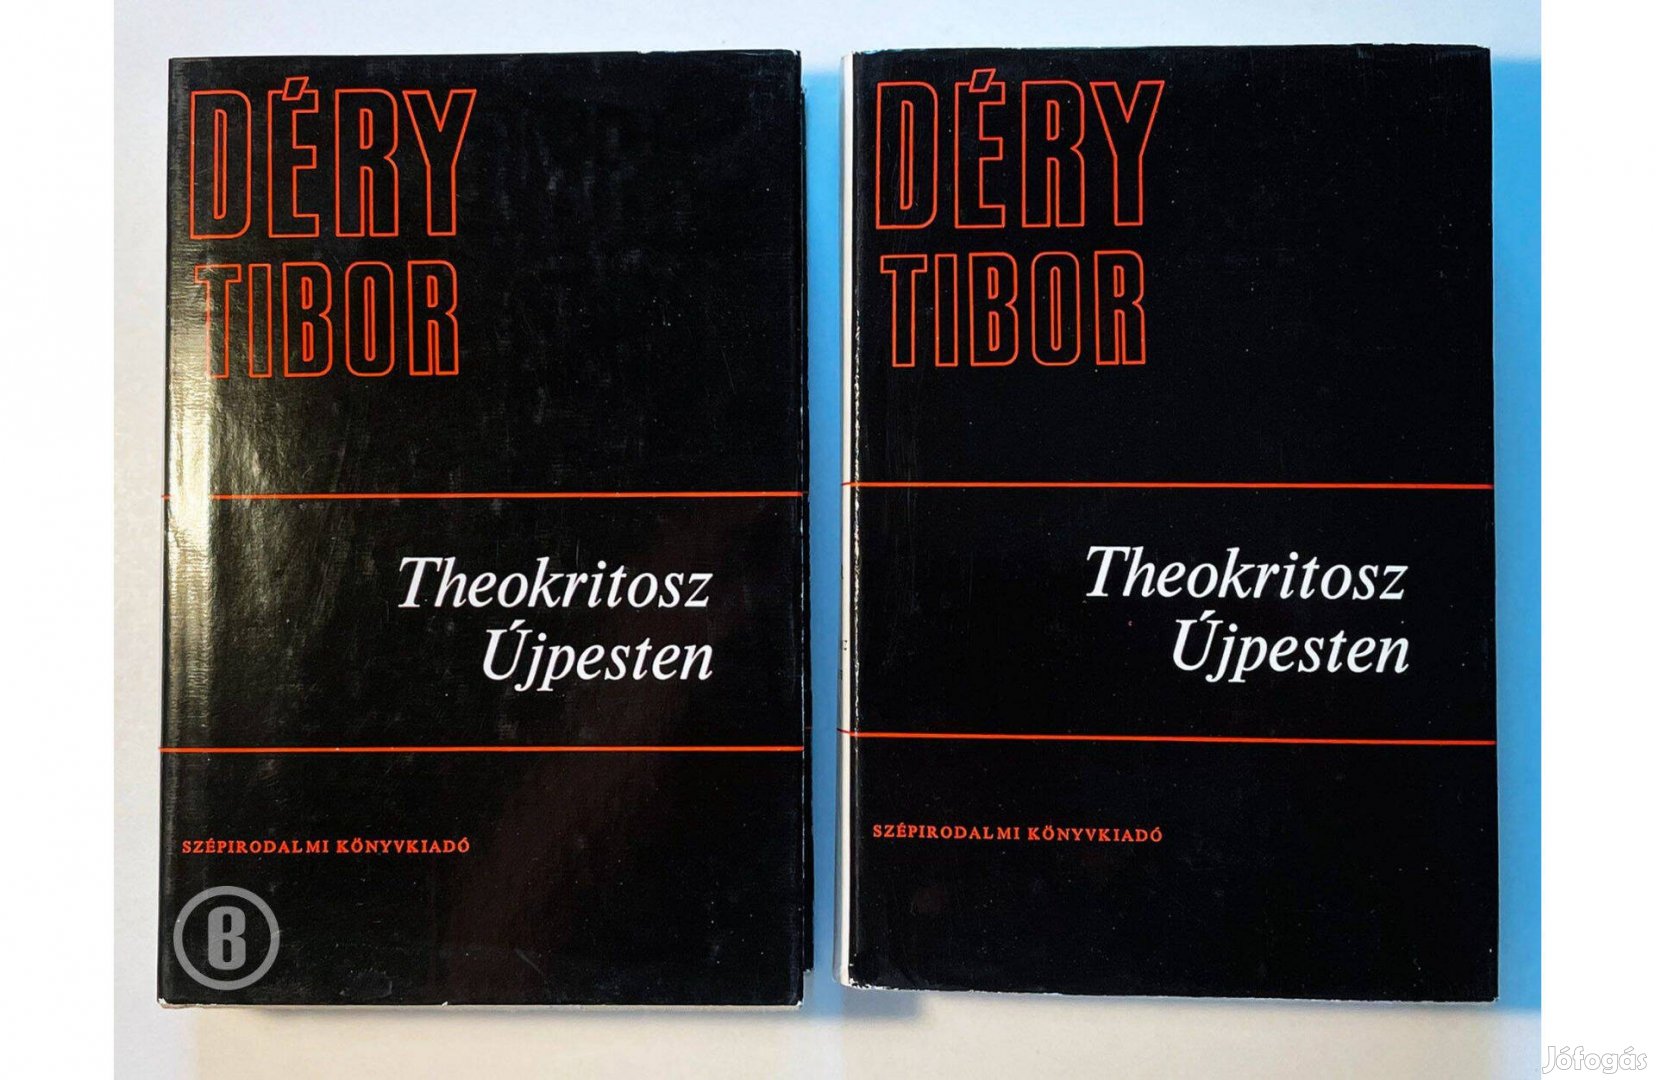 DÉRY
TIBOR
Theokritosz
Újpesten
SZÉPIRODALMI KÖNYVKIADÓ
B
DÉRY
TIBOR
Theokritosz
Újpesten
SZÉPIRODALMI KÖNYVKIADÓ
Jófogás